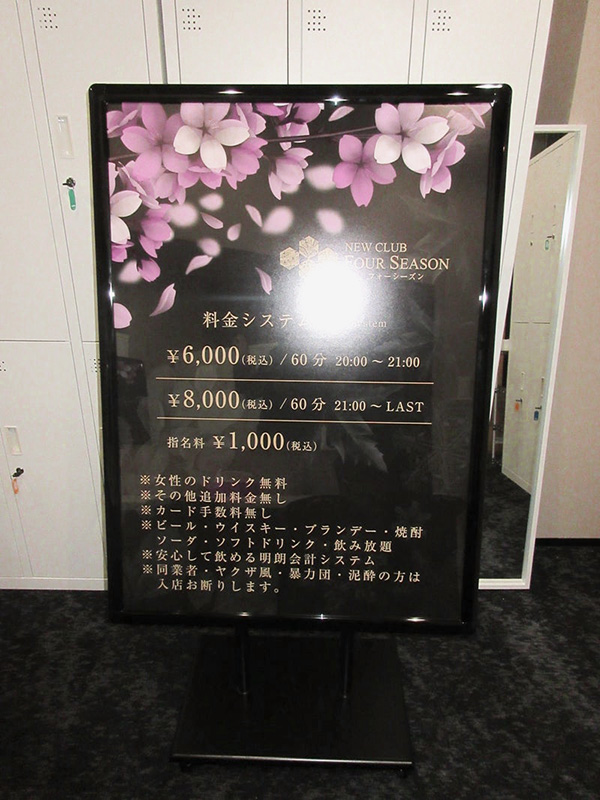 NEW CLUB
FOUR SEASON
フォーシーズン
料金システム
¥6,000(税込) / 60分 20:00～21:00
¥8,000(税込) / 60分 21:00～LAST
指名料 ¥1,000(税込)
※女性のドリンク無料
※その他追加料金無し
※カード手数料無し
※ビール・ウイスキー・ブランデー・焼酎
ソーダ・ソフトドリンク・飲み放題
※安心して飲める明朗会計システム
※同業者・ヤクザ風・暴力団・泥酔の方は
入店お断りします。